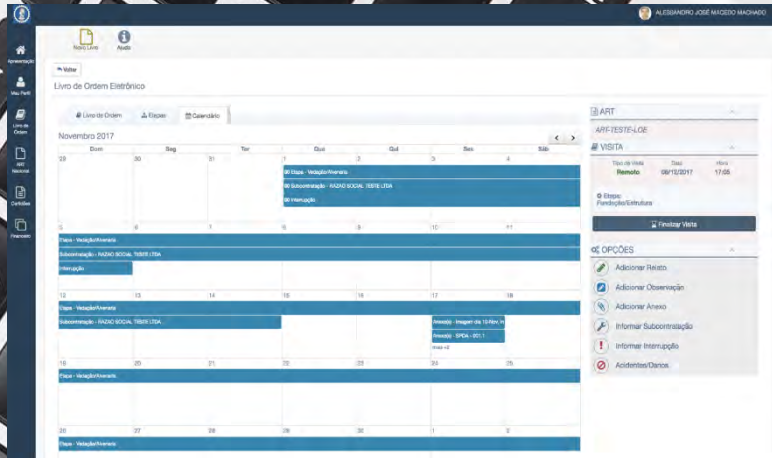 ALESSANDRO JOSÉ MACEDO MACHADO
Novo Livro
Ajuda
Apresentação
Meu Perfil
Livro de Ordem
ART Nacional
Certidões
Financeiro
Voltar
Livro de Ordem Eletrônico
Livro de Ordem
Etapas
Calendário
Novembro 2017
Dom Seg Ter Qua Qui Sex Sáb
29 30 31 1 2 3 4
Etapa - Vedação/Alvenaria
Subcontratação - RAZAO SOCIAL TESTE LTDA
Interrupção
5 6 7 8 9 10 11
Etapa - Vedação/Alvenaria
Subcontratação - RAZAO SOCIAL TESTE LTDA
Interrupção
12 13 14 15 16 17 18
Etapa - Vedação/Alvenaria
Subcontratação - RAZAO SOCIAL TESTE LTDA
Anexo(s) - Imagem dia 13 Nov. in
Anexo(s) - SPDA - 001.1
mais +2
19 20 21 22 23 24 25
Etapa - Vedação/Alvenaria
26 27 28 29 30 1 2
Etapa - Vedação/Alvenaria
ART
ART-TESTE-LOE
VISITA
Tipo de Visita Data Hora
Remoto 08/12/2017 17:05
Etapa:
Fundação/Estrutura
Finalizar Visita
OPÇÕES
Adicionar Relato
Adicionar Observação
Adicionar Anexo
Informar Subcontratação
Informar Interrupção
Acidentes/Danos